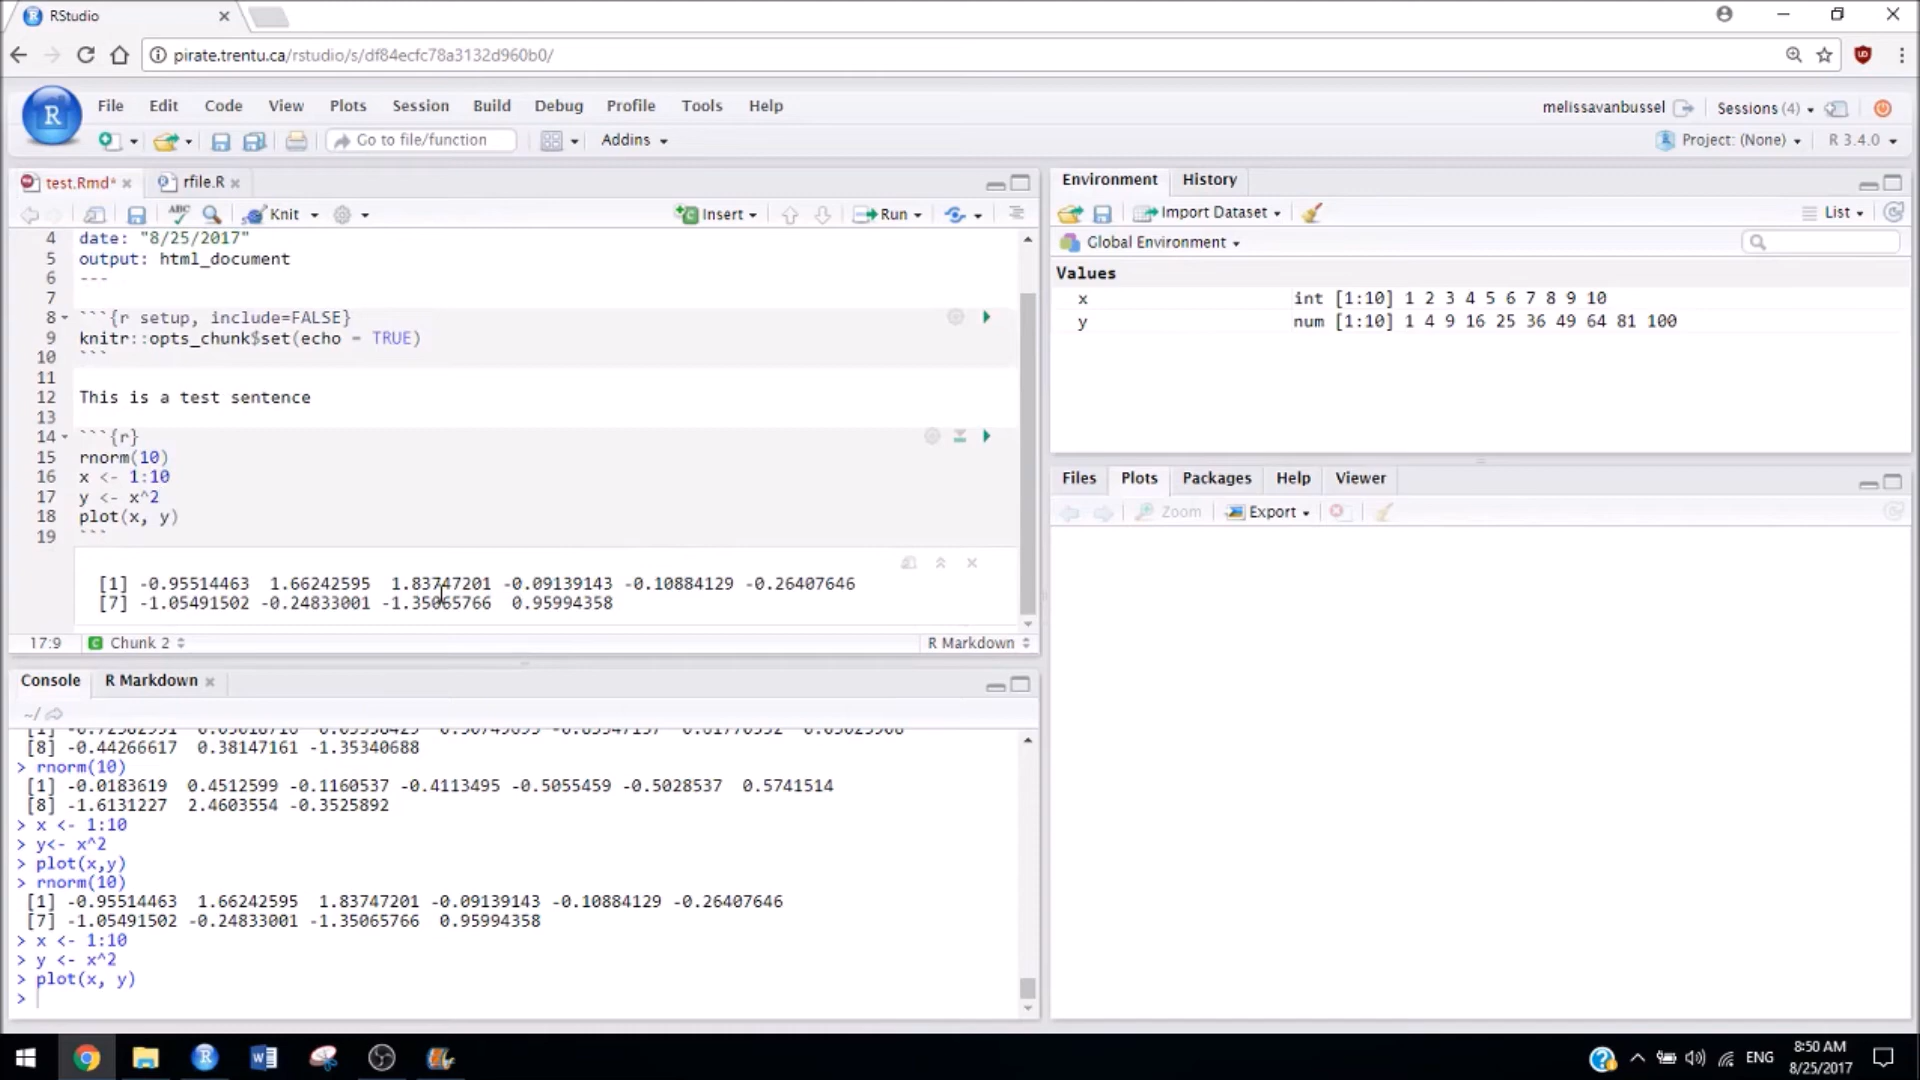 RStudio
pirate.trentu.ca/rstudio/s/df84ecfc78a3132d960b0/
File Edit Code View Plots Session Build Debug Profile Tools Help
melissavanbussel Sessions (4)
Go to file/function Addins
Project: (None) R 3.4.0
test.Rmd* rfile.R
ABC Knit Insert Run
4 date: "8/25/2017"
5 output: html_document
6 ---
7
8 ```{r setup, include=FALSE}
9 knitr::opts_chunk$set(echo = TRUE)
10 ```
11
12 This is a test sentence
13
14 ```{r}
15 rnorm(10)
16 x <- 1:10
17 y <- x^2
18 plot(x, y)
19 ```
[1] -0.95514463 1.66242595 1.83747201 -0.09139143 -0.10884129 -0.26407646
[7] -1.05491502 -0.24833001 -1.35065766 0.95994358
17:9 Chunk 2 R Markdown
Console R Markdown
~/
[8] -0.44266617 0.38147161 -1.35340688
> rnorm(10)
[1] -0.0183619 0.4512599 -0.1160537 -0.4113495 -0.5055459 -0.5028537 0.5741514
[8] -1.6131227 2.4603554 -0.3525892
> x <- 1:10
> y<- x^2
> plot(x,y)
> rnorm(10)
[1] -0.95514463 1.66242595 1.83747201 -0.09139143 -0.10884129 -0.26407646
[7] -1.05491502 -0.24833001 -1.35065766 0.95994358
> x <- 1:10
> y <- x^2
> plot(x, y)
>
Environment History
Import Dataset List
Global Environment
Values
x int [1:10] 1 2 3 4 5 6 7 8 9 10
y num [1:10] 1 4 9 16 25 36 49 64 81 100
Files Plots Packages Help Viewer
Zoom Export
ENG
8:50 AM
8/25/2017